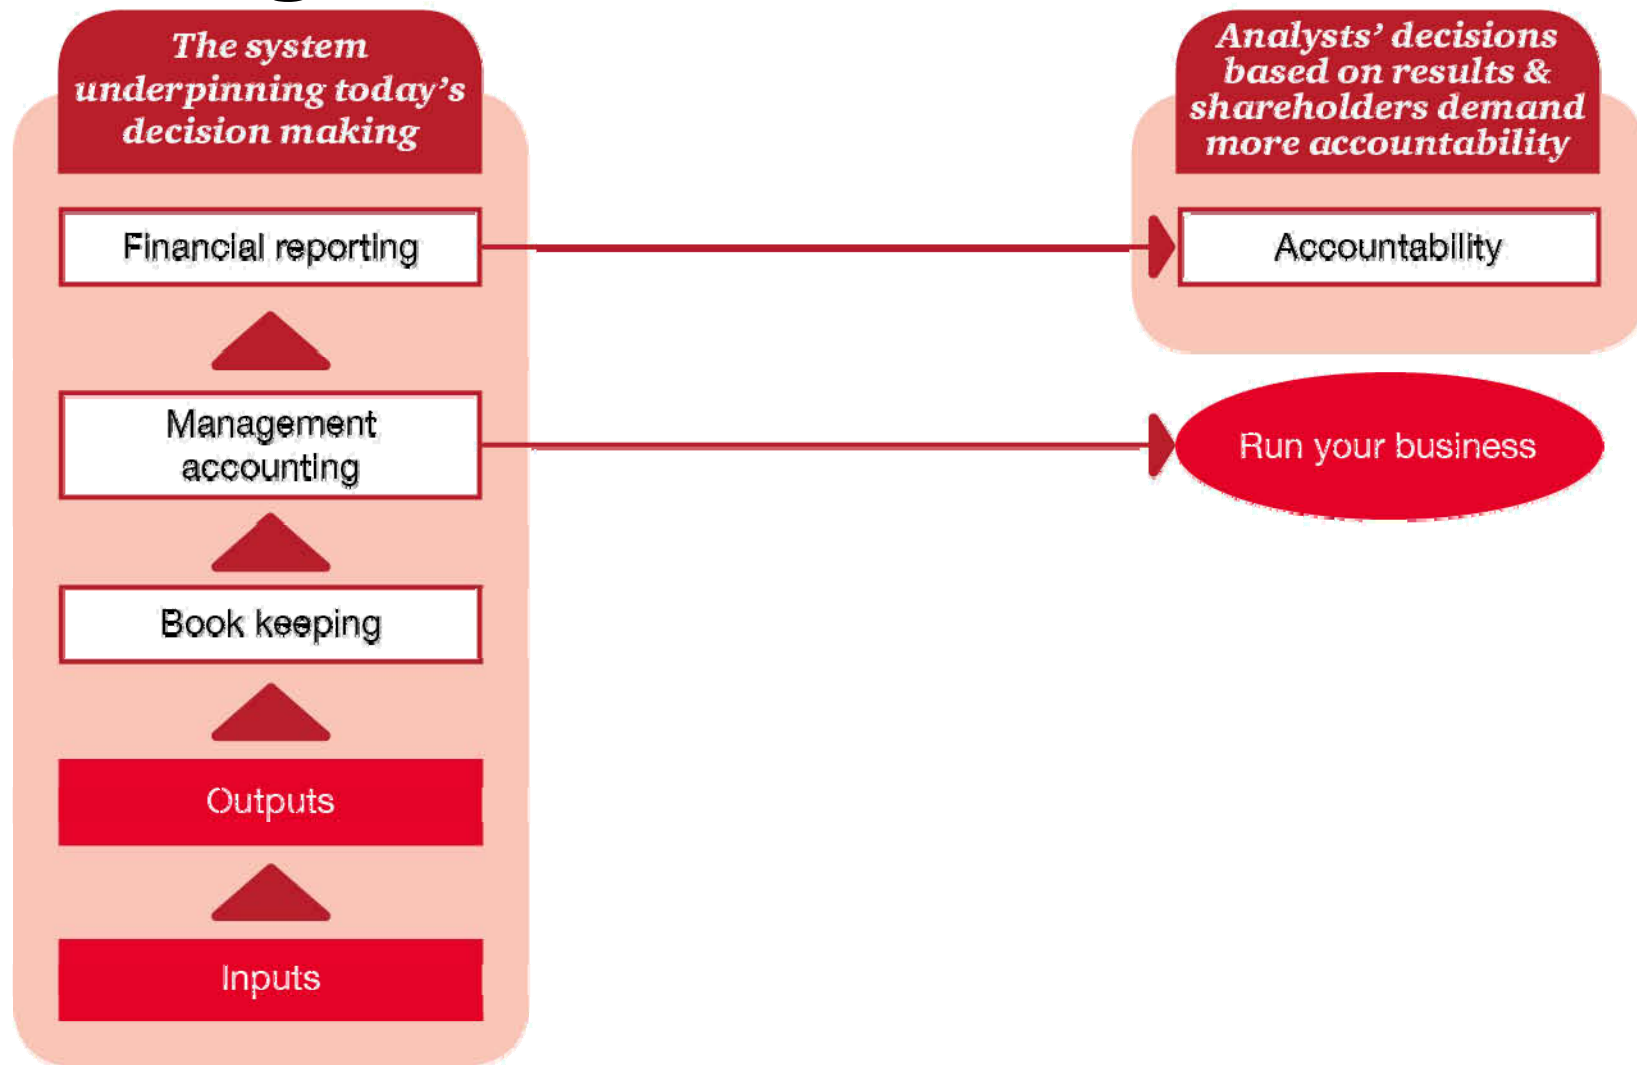 The system
underpinning today's
decision making
Financial reporting
Management
accounting
Book keeping
Outputs
Inputs
Analysts' decisions
based on results &
shareholders demand
more accountability
Accountability
Run your business